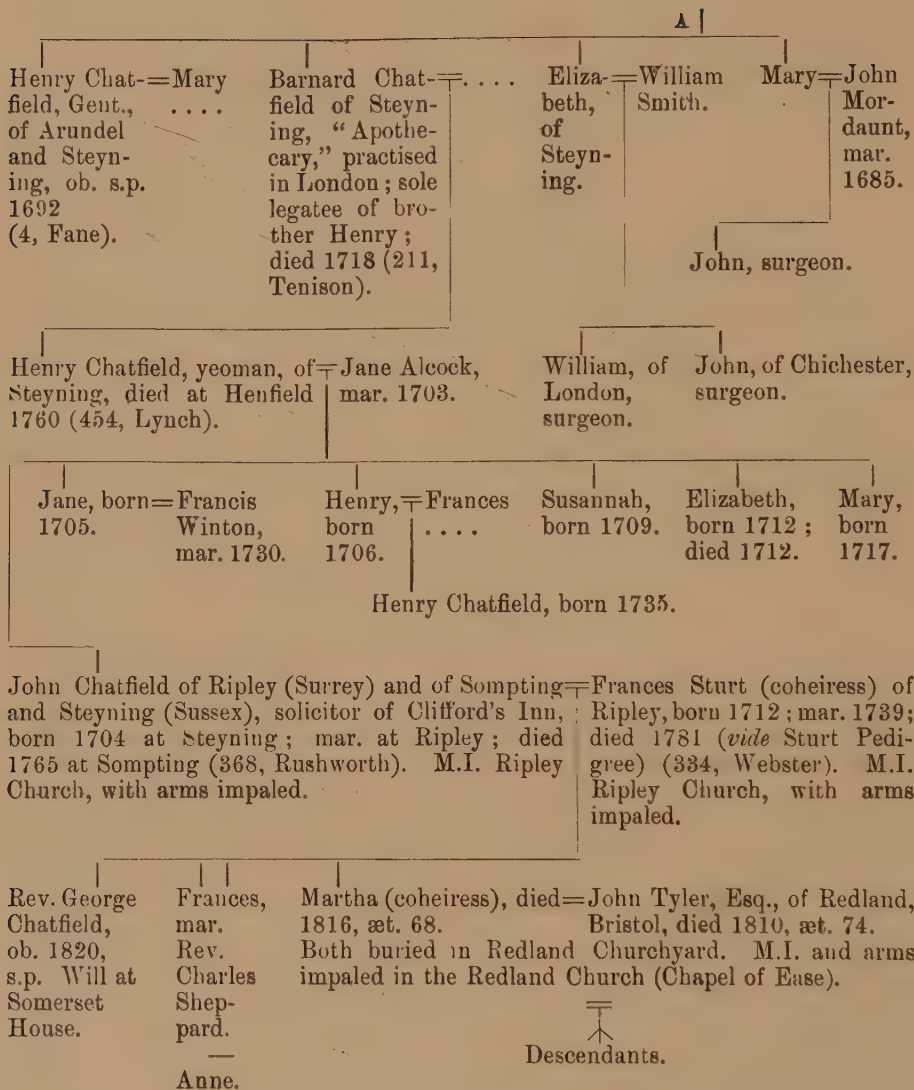 A
Henry Chat-=Mary
field, Gent., ....
of Arundel
and Steyn-
ing, ob. s.p.
1692
(4, Fane).
Barnard Chat-=....
field of Steyn-
ing, “Apothe-
cary,” practised
in London; sole
legatee of bro-
ther Henry;
died 1718 (211,
Tenison).
Eliza-=William
beth, Smith.
of
Steyn-
ing.
Mary=John
Mor-
daunt,
mar.
1685.
John, surgeon.
Henry Chatfield, yeoman, of=Jane Alcock,
Steyning, died at Henfield mar. 1703.
1760 (454, Lynch).
William, of
London,
surgeon.
John, of Chichester,
surgeon.
Jane, born=Francis
1705. Winton,
mar. 1730.
Henry,=Frances
born ....
1706.
Susannah,
born 1709.
Elizabeth,
born 1712;
died 1712.
Mary,
born
1717.
Henry Chatfield, born 1735.
John Chatfield of Ripley (Surrey) and of Sompting=
and Steyning (Sussex), solicitor of Clifford's Inn,
born 1704 at Steyning; mar. at Ripley; died
1765 at Sompting (368, Rushworth). M.I. Ripley
Church, with arms impaled.
Frances Sturt (coheiress) of
Ripley, born 1712; mar. 1739;
died 1781 (vide Sturt Pedi-
gree) (334, Webster). M.I.
Ripley Church, with arms
impaled.
Rev. George
Chatfield,
ob. 1820,
s.p. Will at
Somerset
House.
Frances,
mar.
Rev.
Charles
Shep-
pard.
—
Anne.
Martha (coheiress), died=John Tyler, Esq., of Redland,
1816, æt. 68. Bristol, died 1810, æt. 74.
Both buried in Redland Churchyard. M.I. and arms
impaled in the Redland Church (Chapel of Ease).
Descendants.